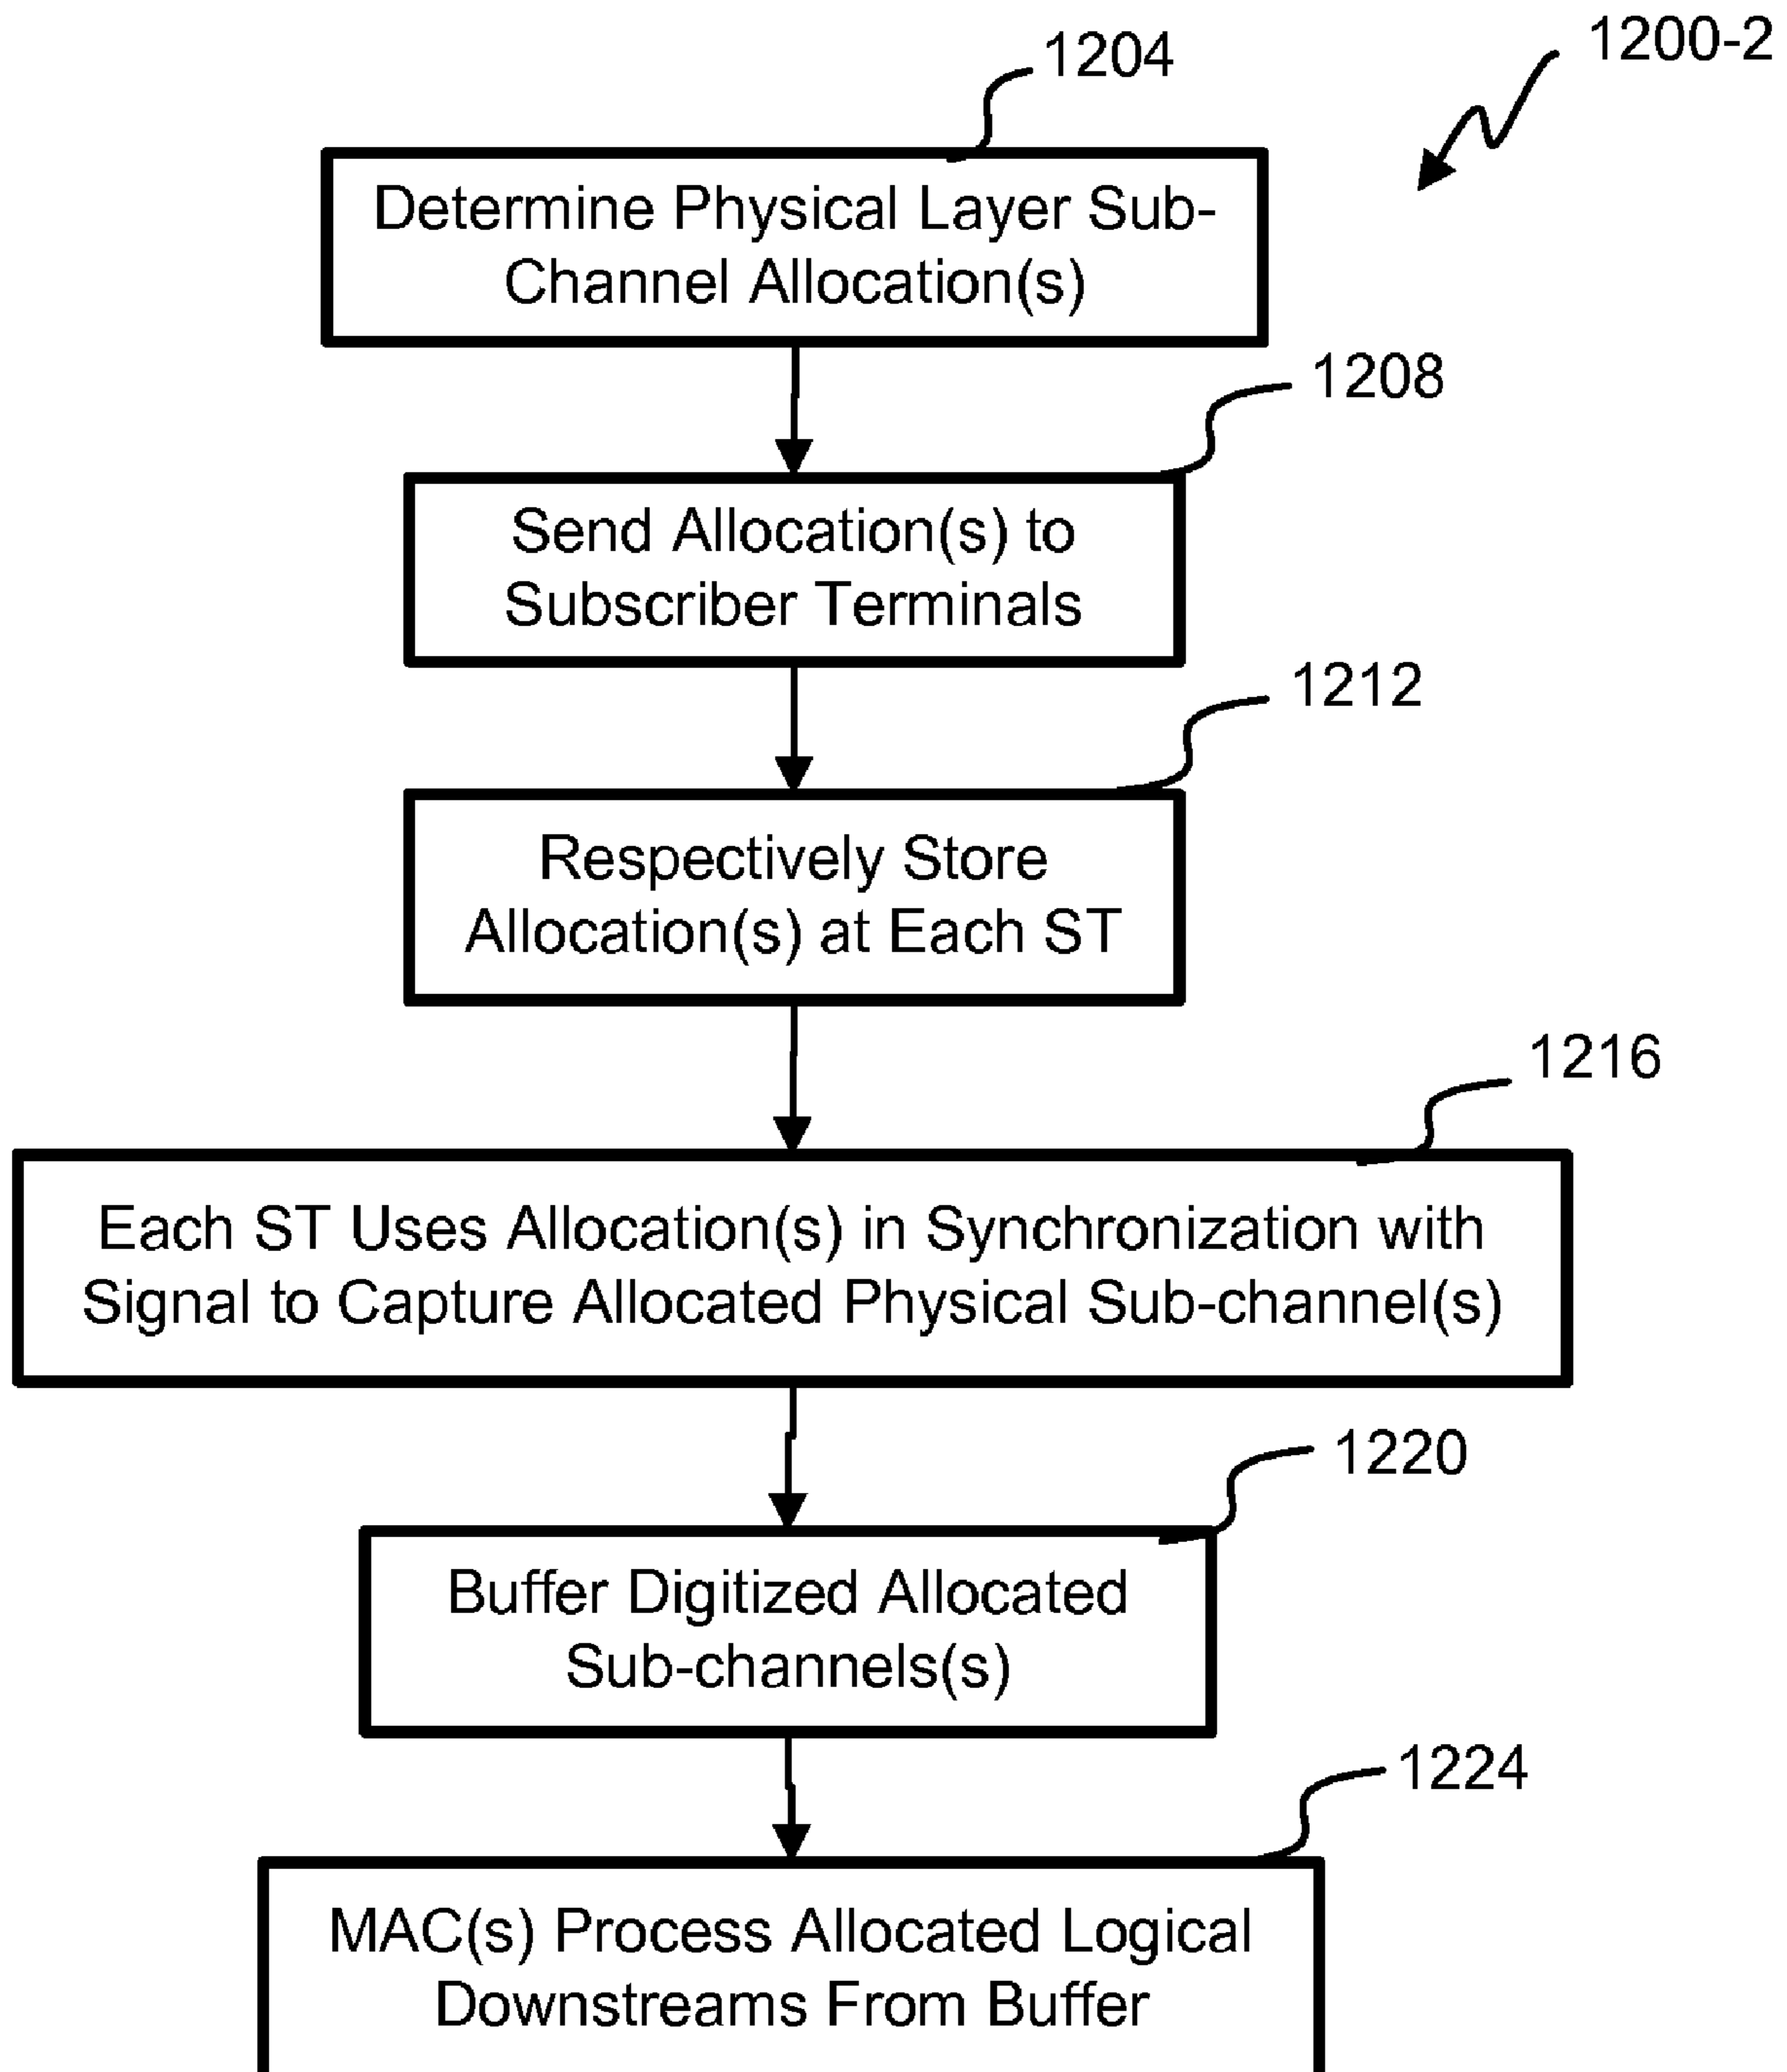 1200-2
1204
Determine Physical Layer Sub-
Channel Allocation(s)
1208
Send Allocation(s) to
Subscriber Terminals
1212
Respectively Store
Allocation(s) at Each ST
1216
Each ST Uses Allocation(s) in Synchronization with
Signal to Capture Allocated Physical Sub-channel(s)
1220
Buffer Digitized Allocated
Sub-channels(s)
1224
MAC(s) Process Allocated Logical
Downstreams From Buffer